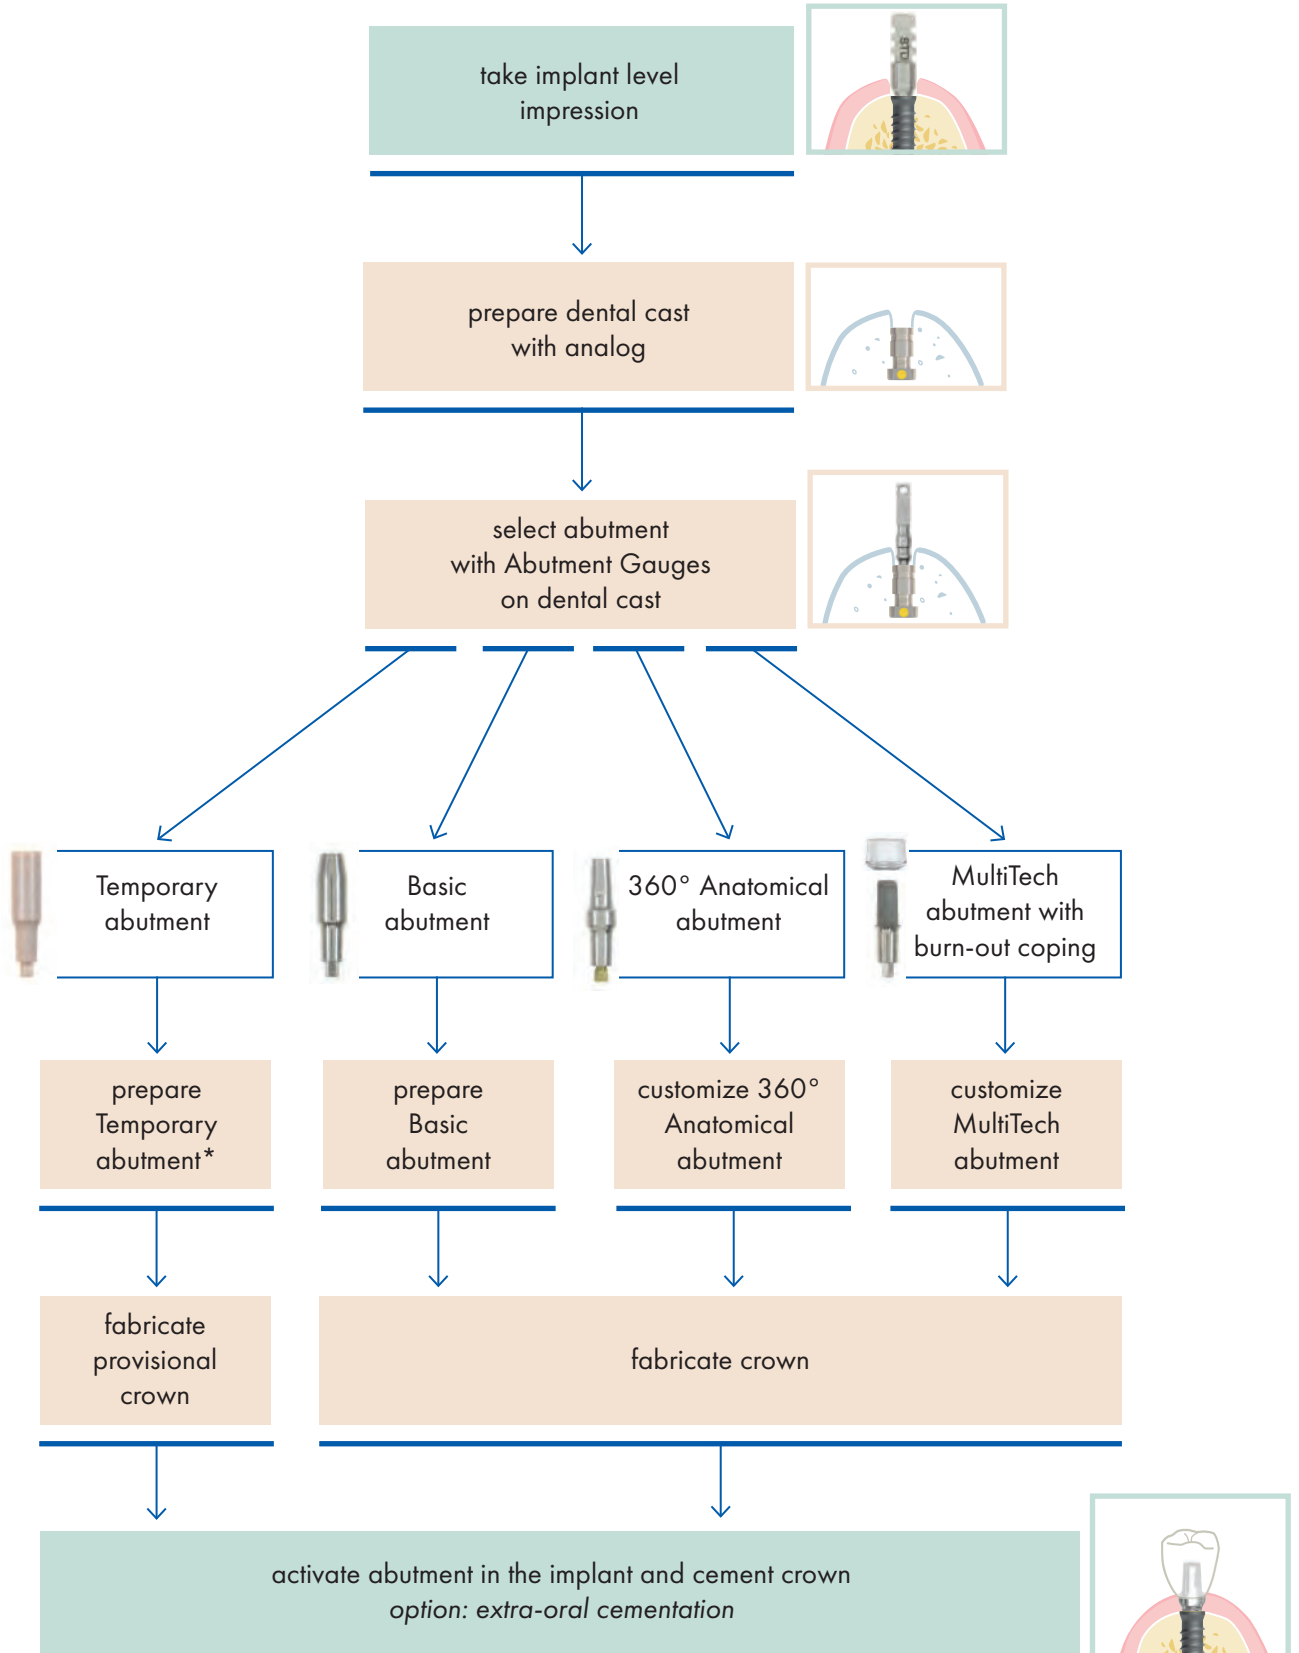 take implant level
impression
STD
prepare dental cast
with analog
select abutment
with Abutment Gauges
on dental cast
Temporary
abutment
Basic
abutment
360° Anatomical
abutment
MultiTech
abutment with
burn-out coping
prepare
Temporary
abutment*
prepare
Basic
abutment
customize 360°
Anatomical
abutment
customize
MultiTech
abutment
fabricate
provisional
crown
fabricate crown
activate abutment in the implant and cement crown
option: extra-oral cementation